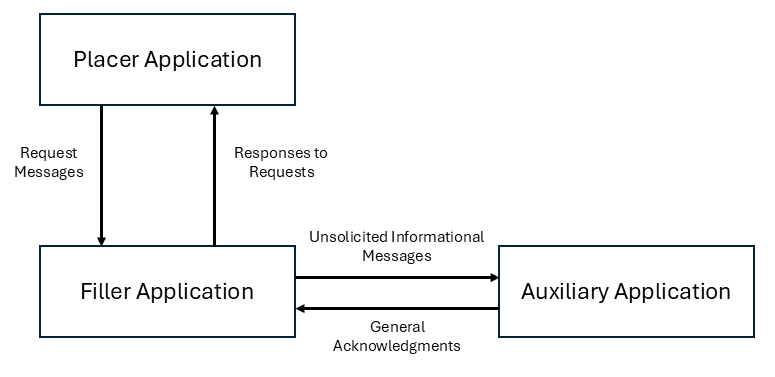 Placer Application
Request
Messages
Responses to
Requests
Unsolicited Informational
Messages
Filler Application
Auxiliary Application
General
Acknowledgments